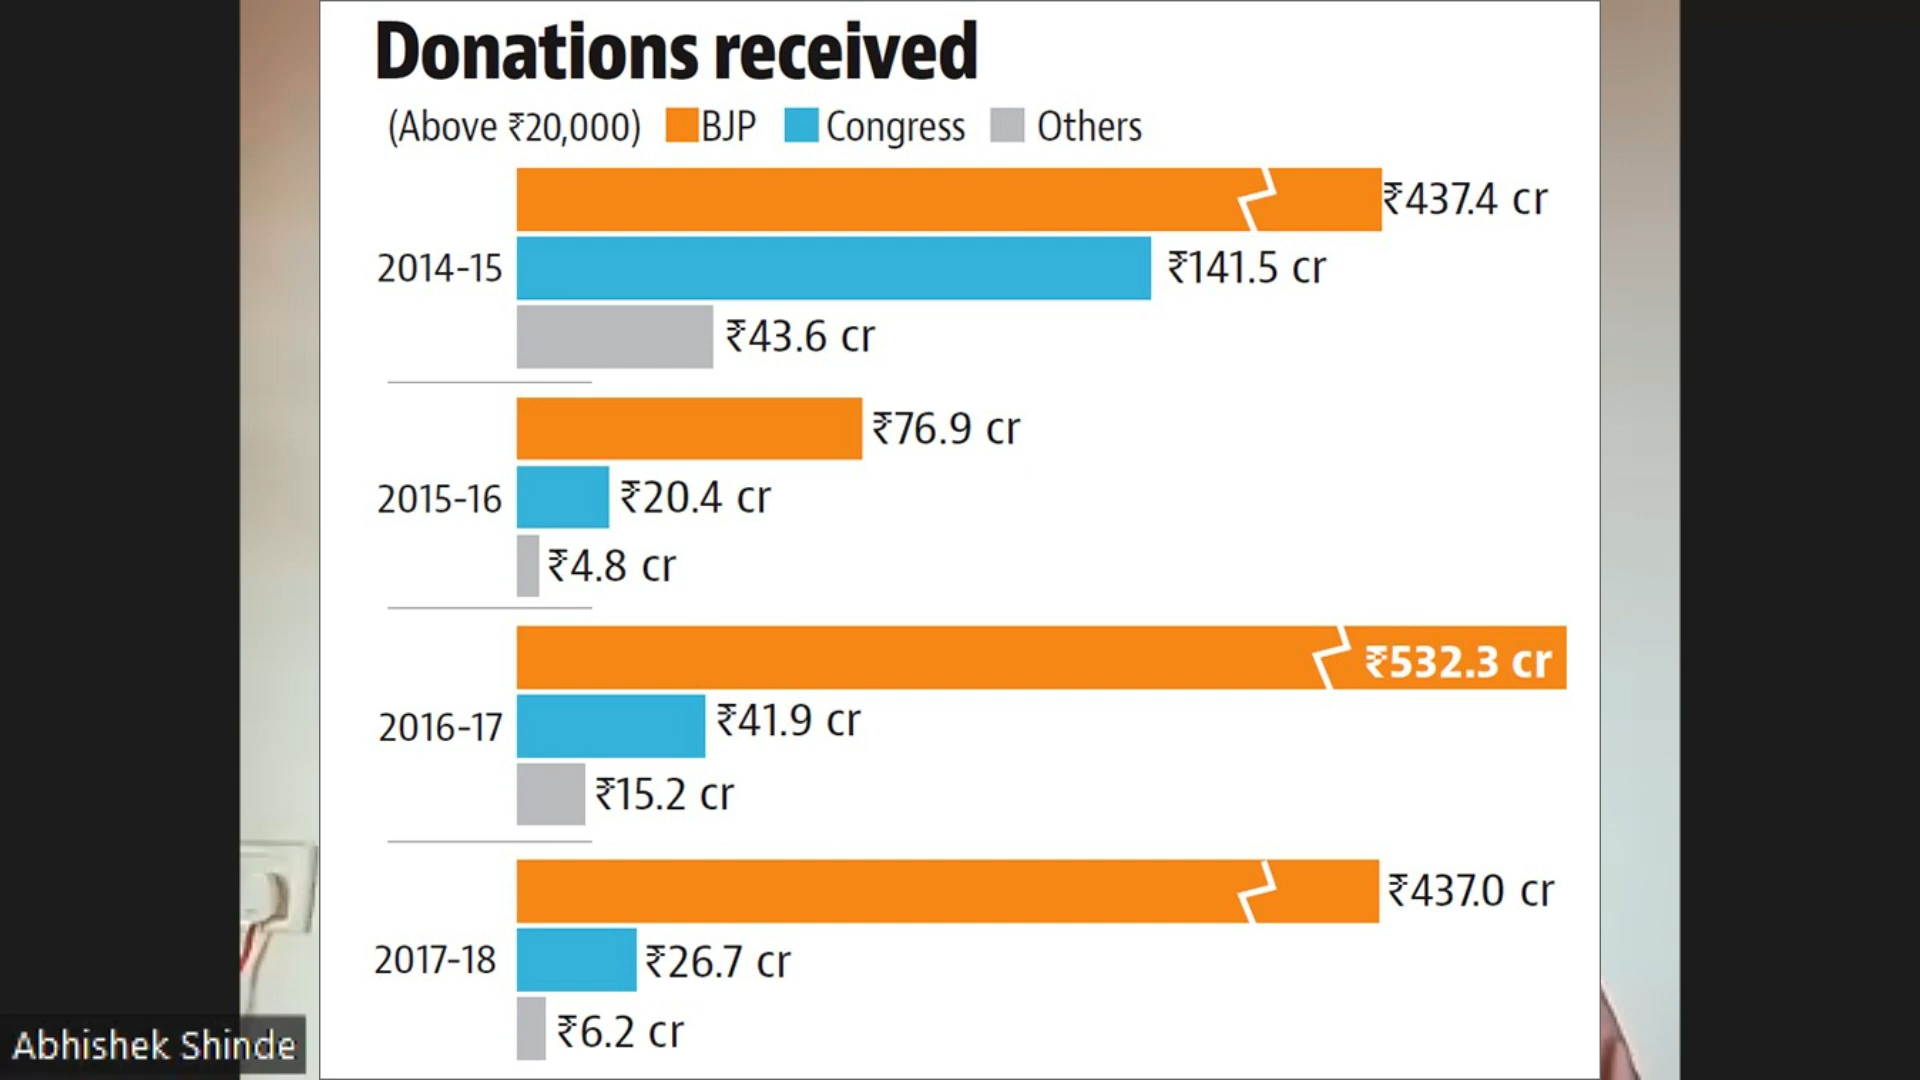 Donations received
(Above ₹20,000) BJP Congress Others
₹437.4 cr
2014-15 ₹141.5 cr
₹43.6 cr
₹76.9 cr
2015-16 ₹20.4 cr
₹4.8 cr
₹532.3 cr
2016-17 ₹41.9 cr
₹15.2 cr
₹437.0 cr
2017-18 ₹26.7 cr
₹6.2 cr
Abhishek Shinde